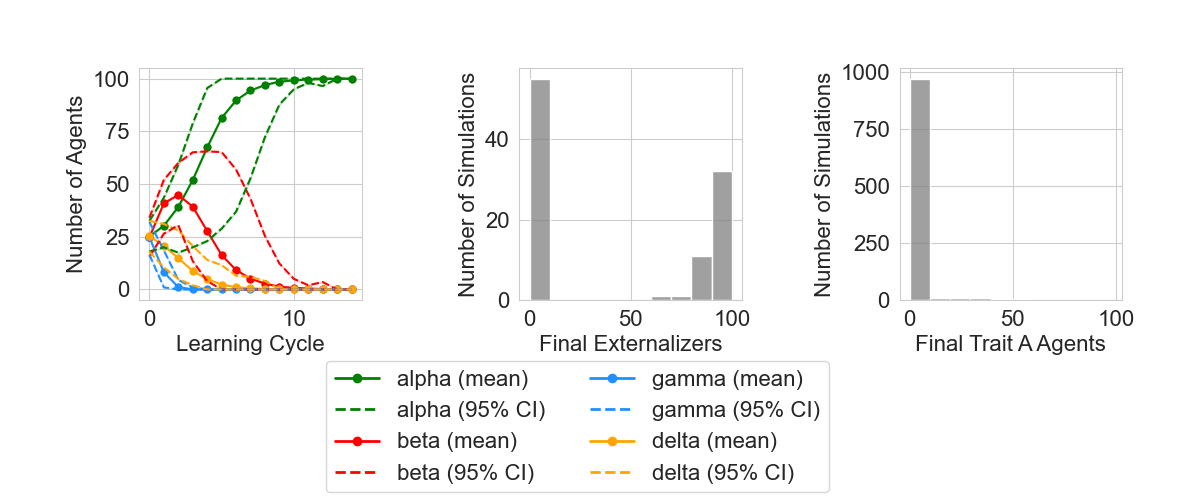 Number of Agents
100
75
50
25
0
0
10
Learning Cycle
Number of Simulations
40
20
0
0
50
100
Final Externalizers
Number of Simulations
1000
750
500
250
0
0
50
100
Final Trait A Agents
alpha (mean)
alpha (95% CI)
beta (mean)
beta (95% CI)
gamma (mean)
gamma (95% CI)
delta (mean)
delta (95% CI)